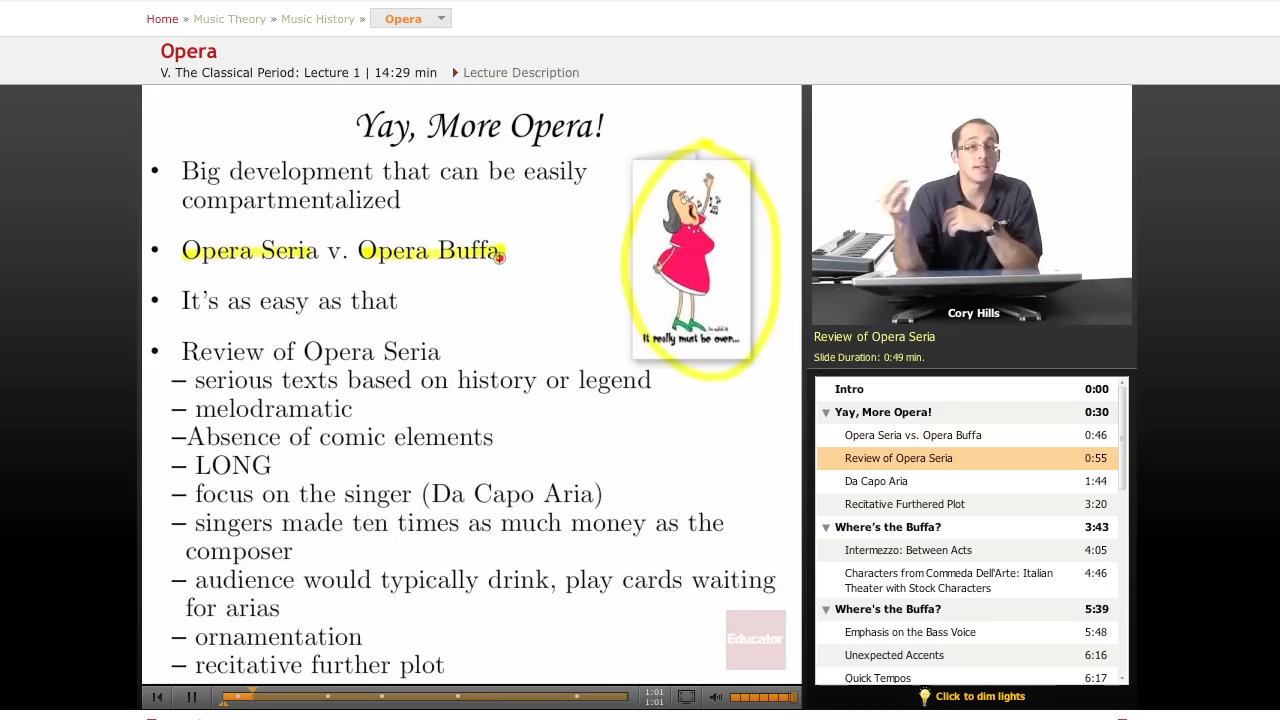 Home » Music Theory » Music History » Opera
Opera
V. The Classical Period: Lecture 1 | 14:29 min Lecture Description
Yay, More Opera!
• Big development that can be easily
compartmentalized
• Opera Seria v. Opera Buffa
• It's as easy as that
• Review of Opera Seria
– serious texts based on history or legend
– melodramatic
–Absence of comic elements
– LONG
– focus on the singer (Da Capo Aria)
– singers made ten times as much money as the
composer
– audience would typically drink, play cards waiting
for arias
– ornamentation
– recitative further plot
It really must be over...
Educator
1:01
1:01
Cory Hills
Review of Opera Seria
Slide Duration: 0:49 min.
Intro 0:00
Yay, More Opera! 0:30
Opera Seria vs. Opera Buffa 0:46
Review of Opera Seria 0:55
Da Capo Aria 1:44
Recitative Furthered Plot 3:20
Where's the Buffa? 3:43
Intermezzo: Between Acts 4:05
Characters from Commeda Dell'Arte: Italian 4:46
Theater with Stock Characters
Where's the Buffa? 5:39
Emphasis on the Bass Voice 5:48
Unexpected Accents 6:16
Quick Tempos 6:17
Click to dim lights